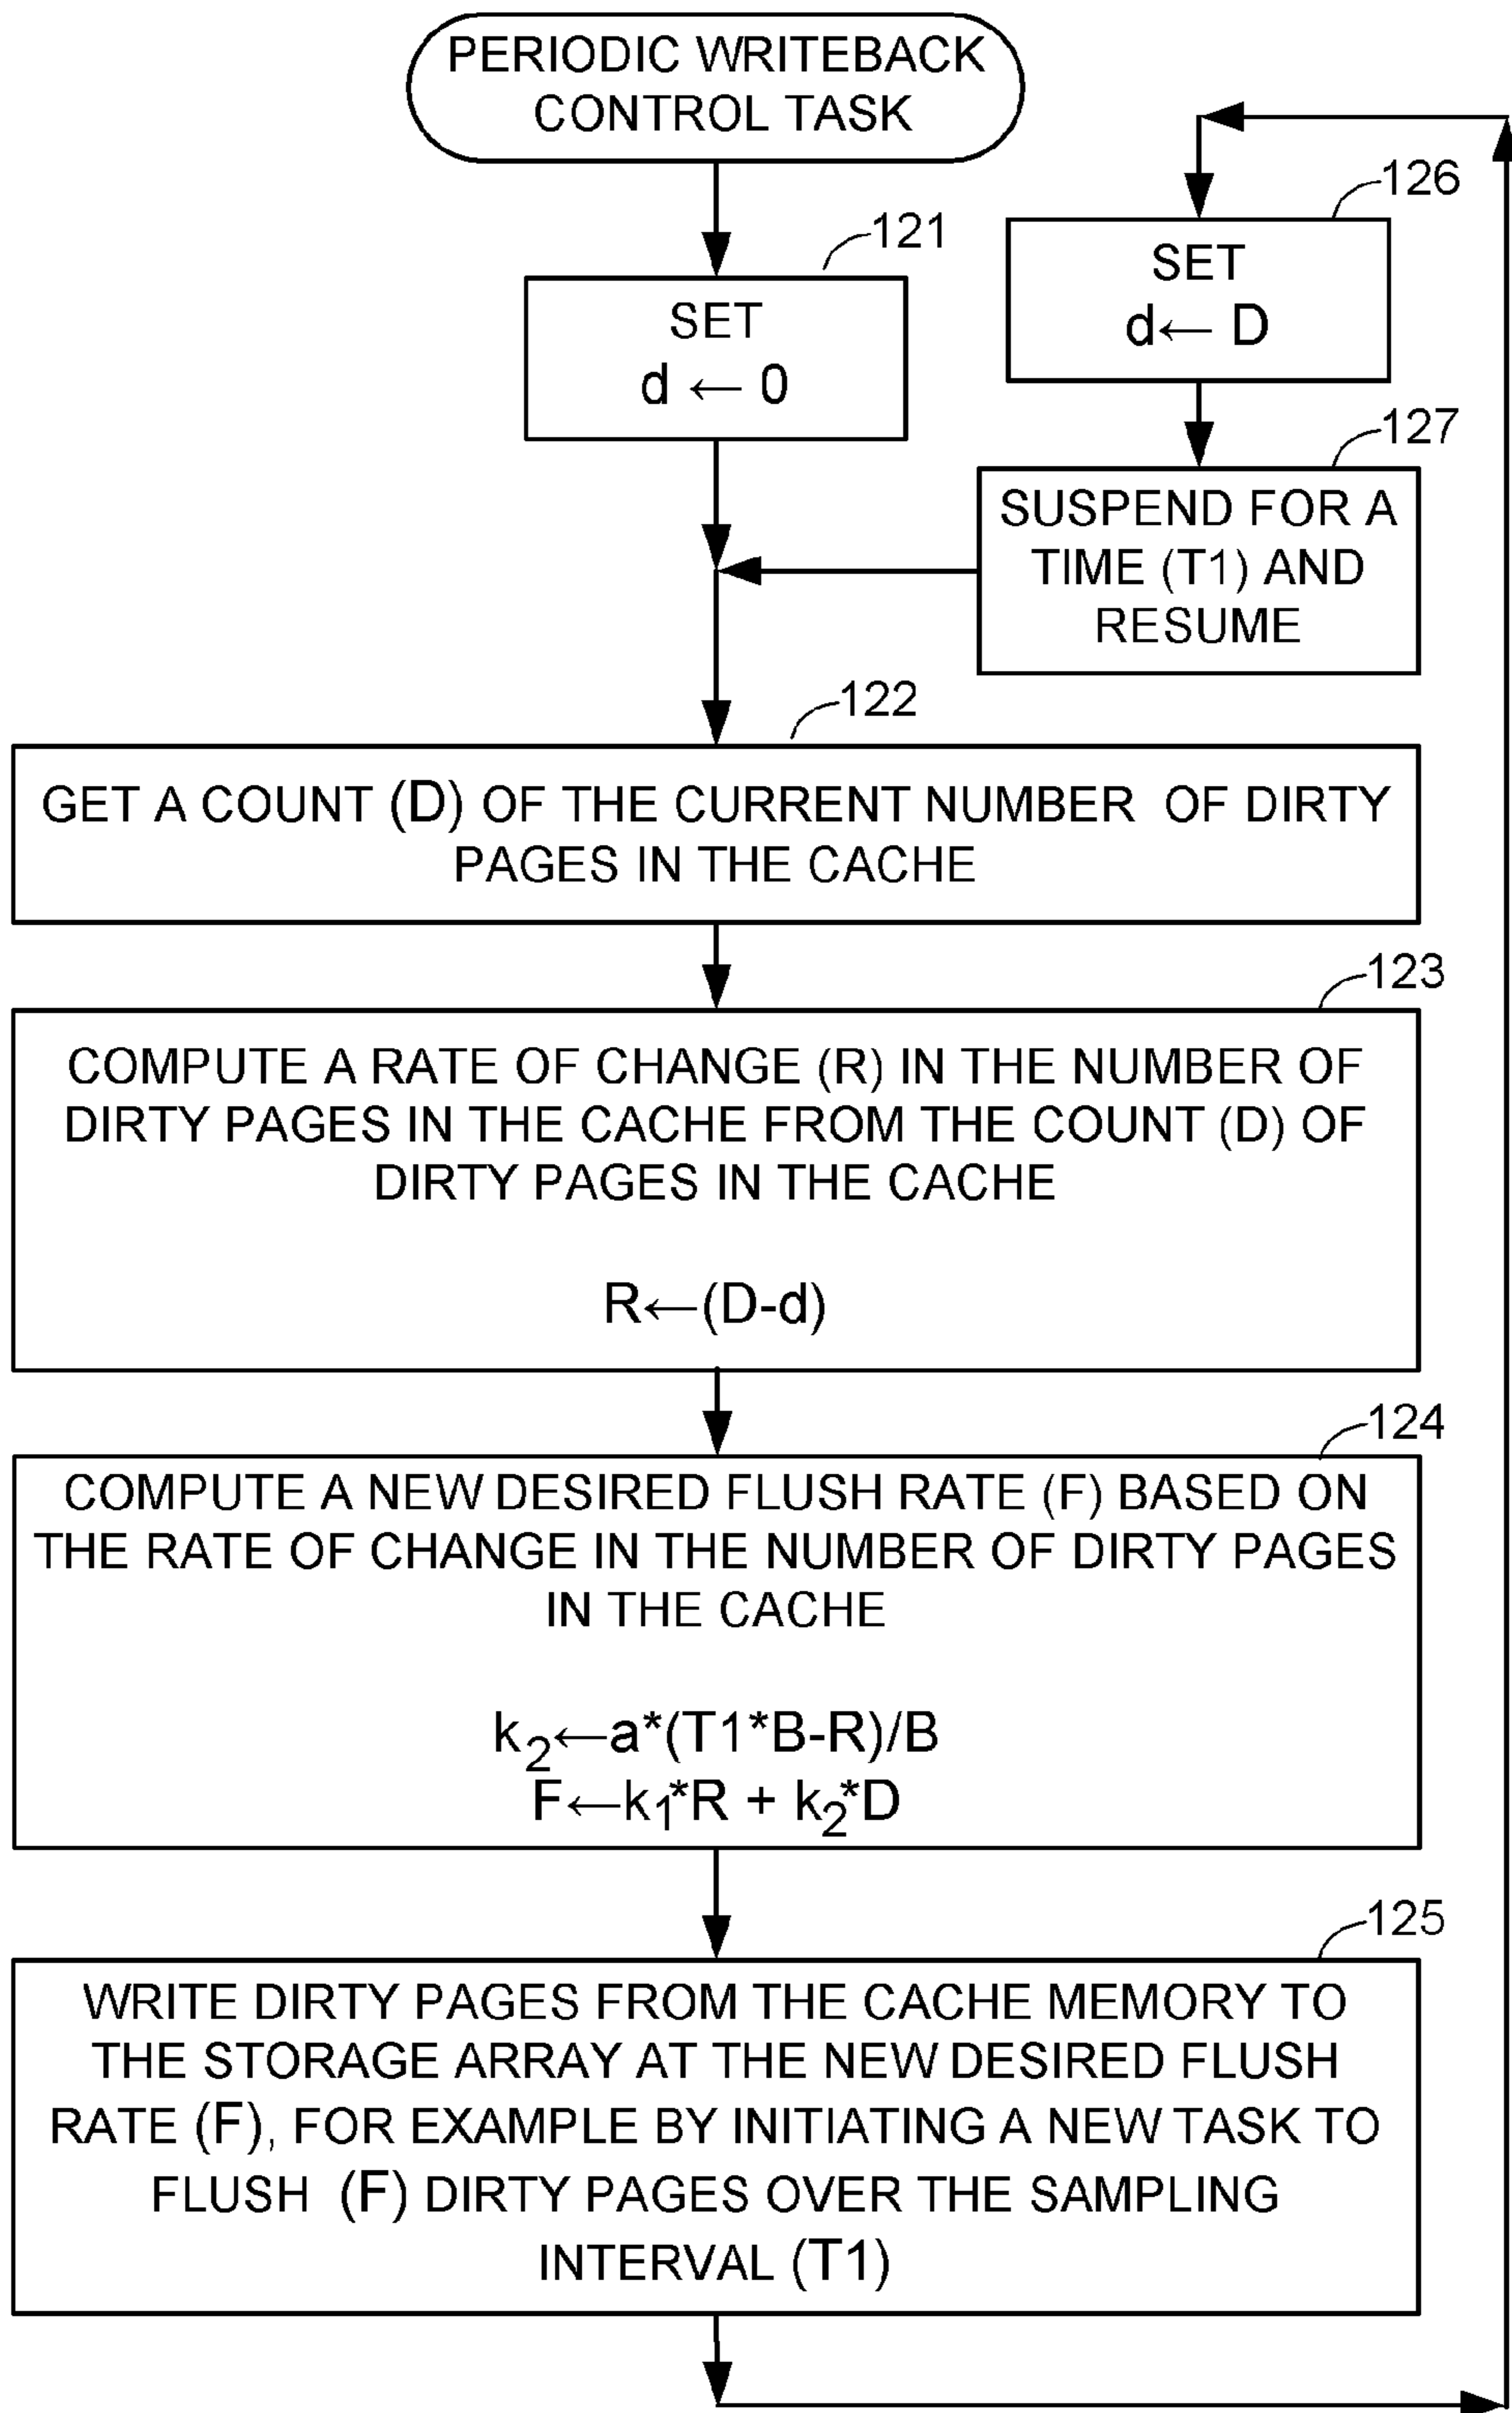 PERIODIC WRITEBACK
CONTROL TASK
121
SET
d ← 0
126
SET
d← D
127
SUSPEND FOR A
TIME (T1) AND
RESUME
122
GET A COUNT (D) OF THE CURRENT NUMBER OF DIRTY
PAGES IN THE CACHE
123
COMPUTE A RATE OF CHANGE (R) IN THE NUMBER OF
DIRTY PAGES IN THE CACHE FROM THE COUNT (D) OF
DIRTY PAGES IN THE CACHE
R←(D-d)
124
COMPUTE A NEW DESIRED FLUSH RATE (F) BASED ON
THE RATE OF CHANGE IN THE NUMBER OF DIRTY PAGES
IN THE CACHE
k₂←a*(T1*B-R)/B
F←k₁*R + k₂*D
125
WRITE DIRTY PAGES FROM THE CACHE MEMORY TO
THE STORAGE ARRAY AT THE NEW DESIRED FLUSH
RATE (F), FOR EXAMPLE BY INITIATING A NEW TASK TO
FLUSH (F) DIRTY PAGES OVER THE SAMPLING
INTERVAL (T1)